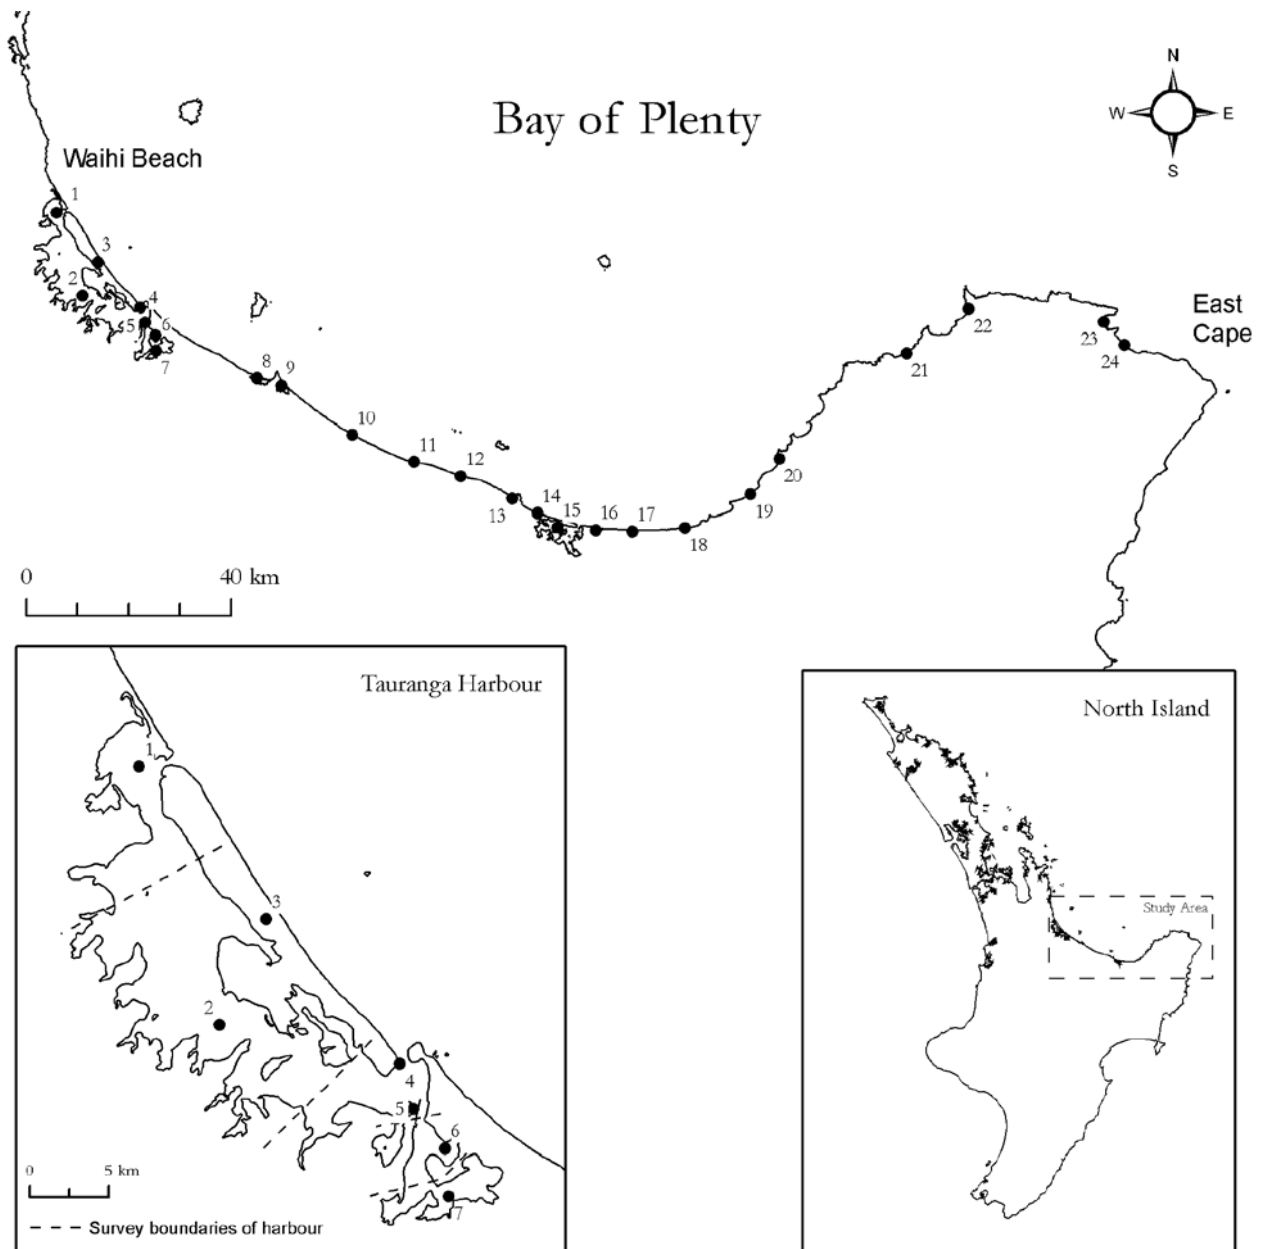 Bay of Plenty
N
W
E
S
Waihi Beach
1
3
2
4
5
6
7
8
9
10
11
12
13
14
15
16
17
18
19
20
21
22
23
24
East
Cape
0
40 km
Tauranga Harbour
1
3
2
4
5
6
7
0
5 km
Survey boundaries of harbour
North Island
Study Area